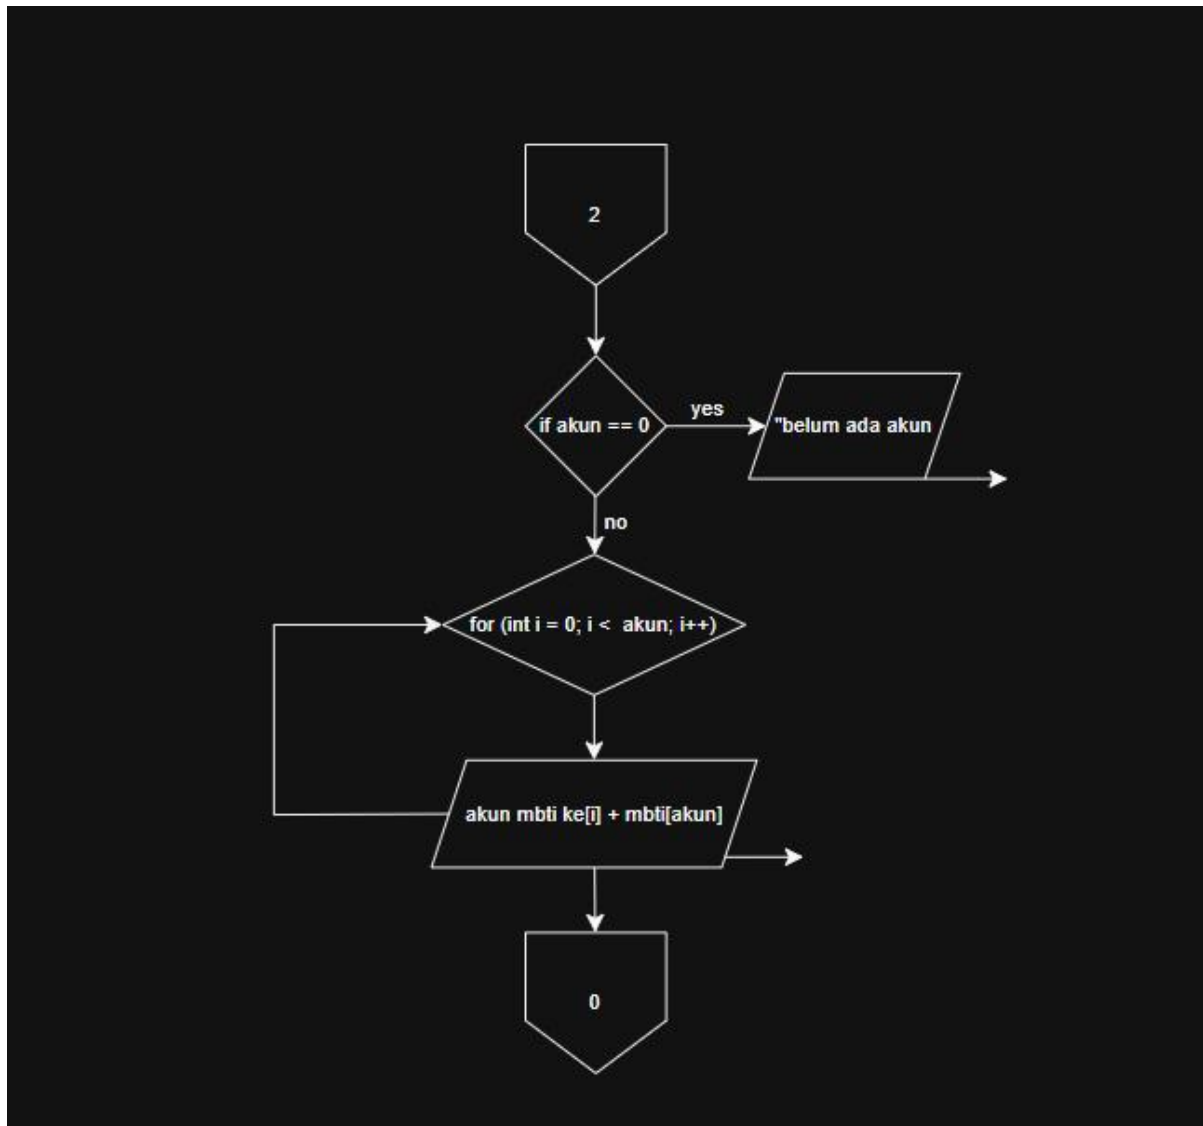 2
if akun == 0
yes
"belum ada akun
no
for (int i = 0; i < akun; i++)
akun mbti ke[i] + mbti[akun]
0